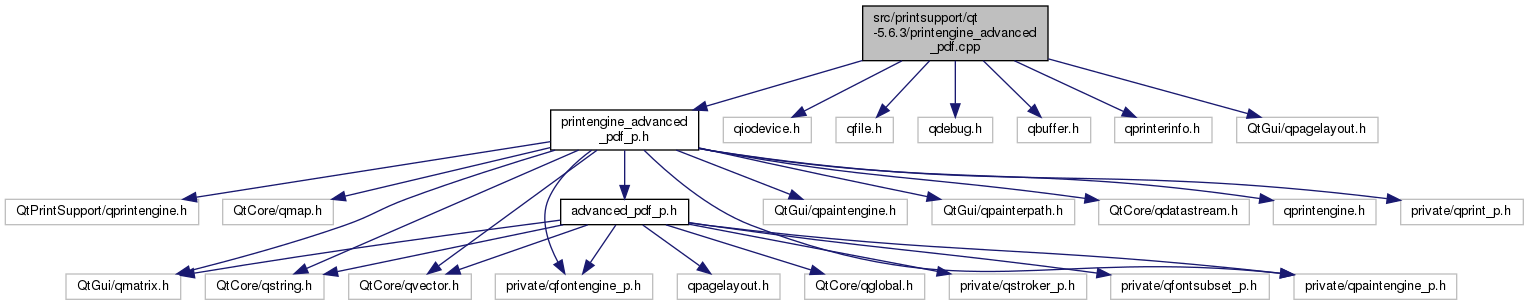 src/printsupport/qt
-5.6.3/printengine_advanced
_pdf.cpp
printengine_advanced
_pdf_p.h
qiodevice.h
qfile.h
qdebug.h
qbuffer.h
qprinterinfo.h
QtGui/qpagelayout.h
QtPrintSupport/qprintengine.h
QtCore/qmap.h
advanced_pdf_p.h
QtGui/qpaintengine.h
QtGui/qpainterpath.h
QtCore/qdatastream.h
qprintengine.h
private/qprint_p.h
QtGui/qmatrix.h
QtCore/qstring.h
QtCore/qvector.h
private/qfontengine_p.h
qpagelayout.h
QtCore/qglobal.h
private/qstroker_p.h
private/qfontsubset_p.h
private/qpaintengine_p.h